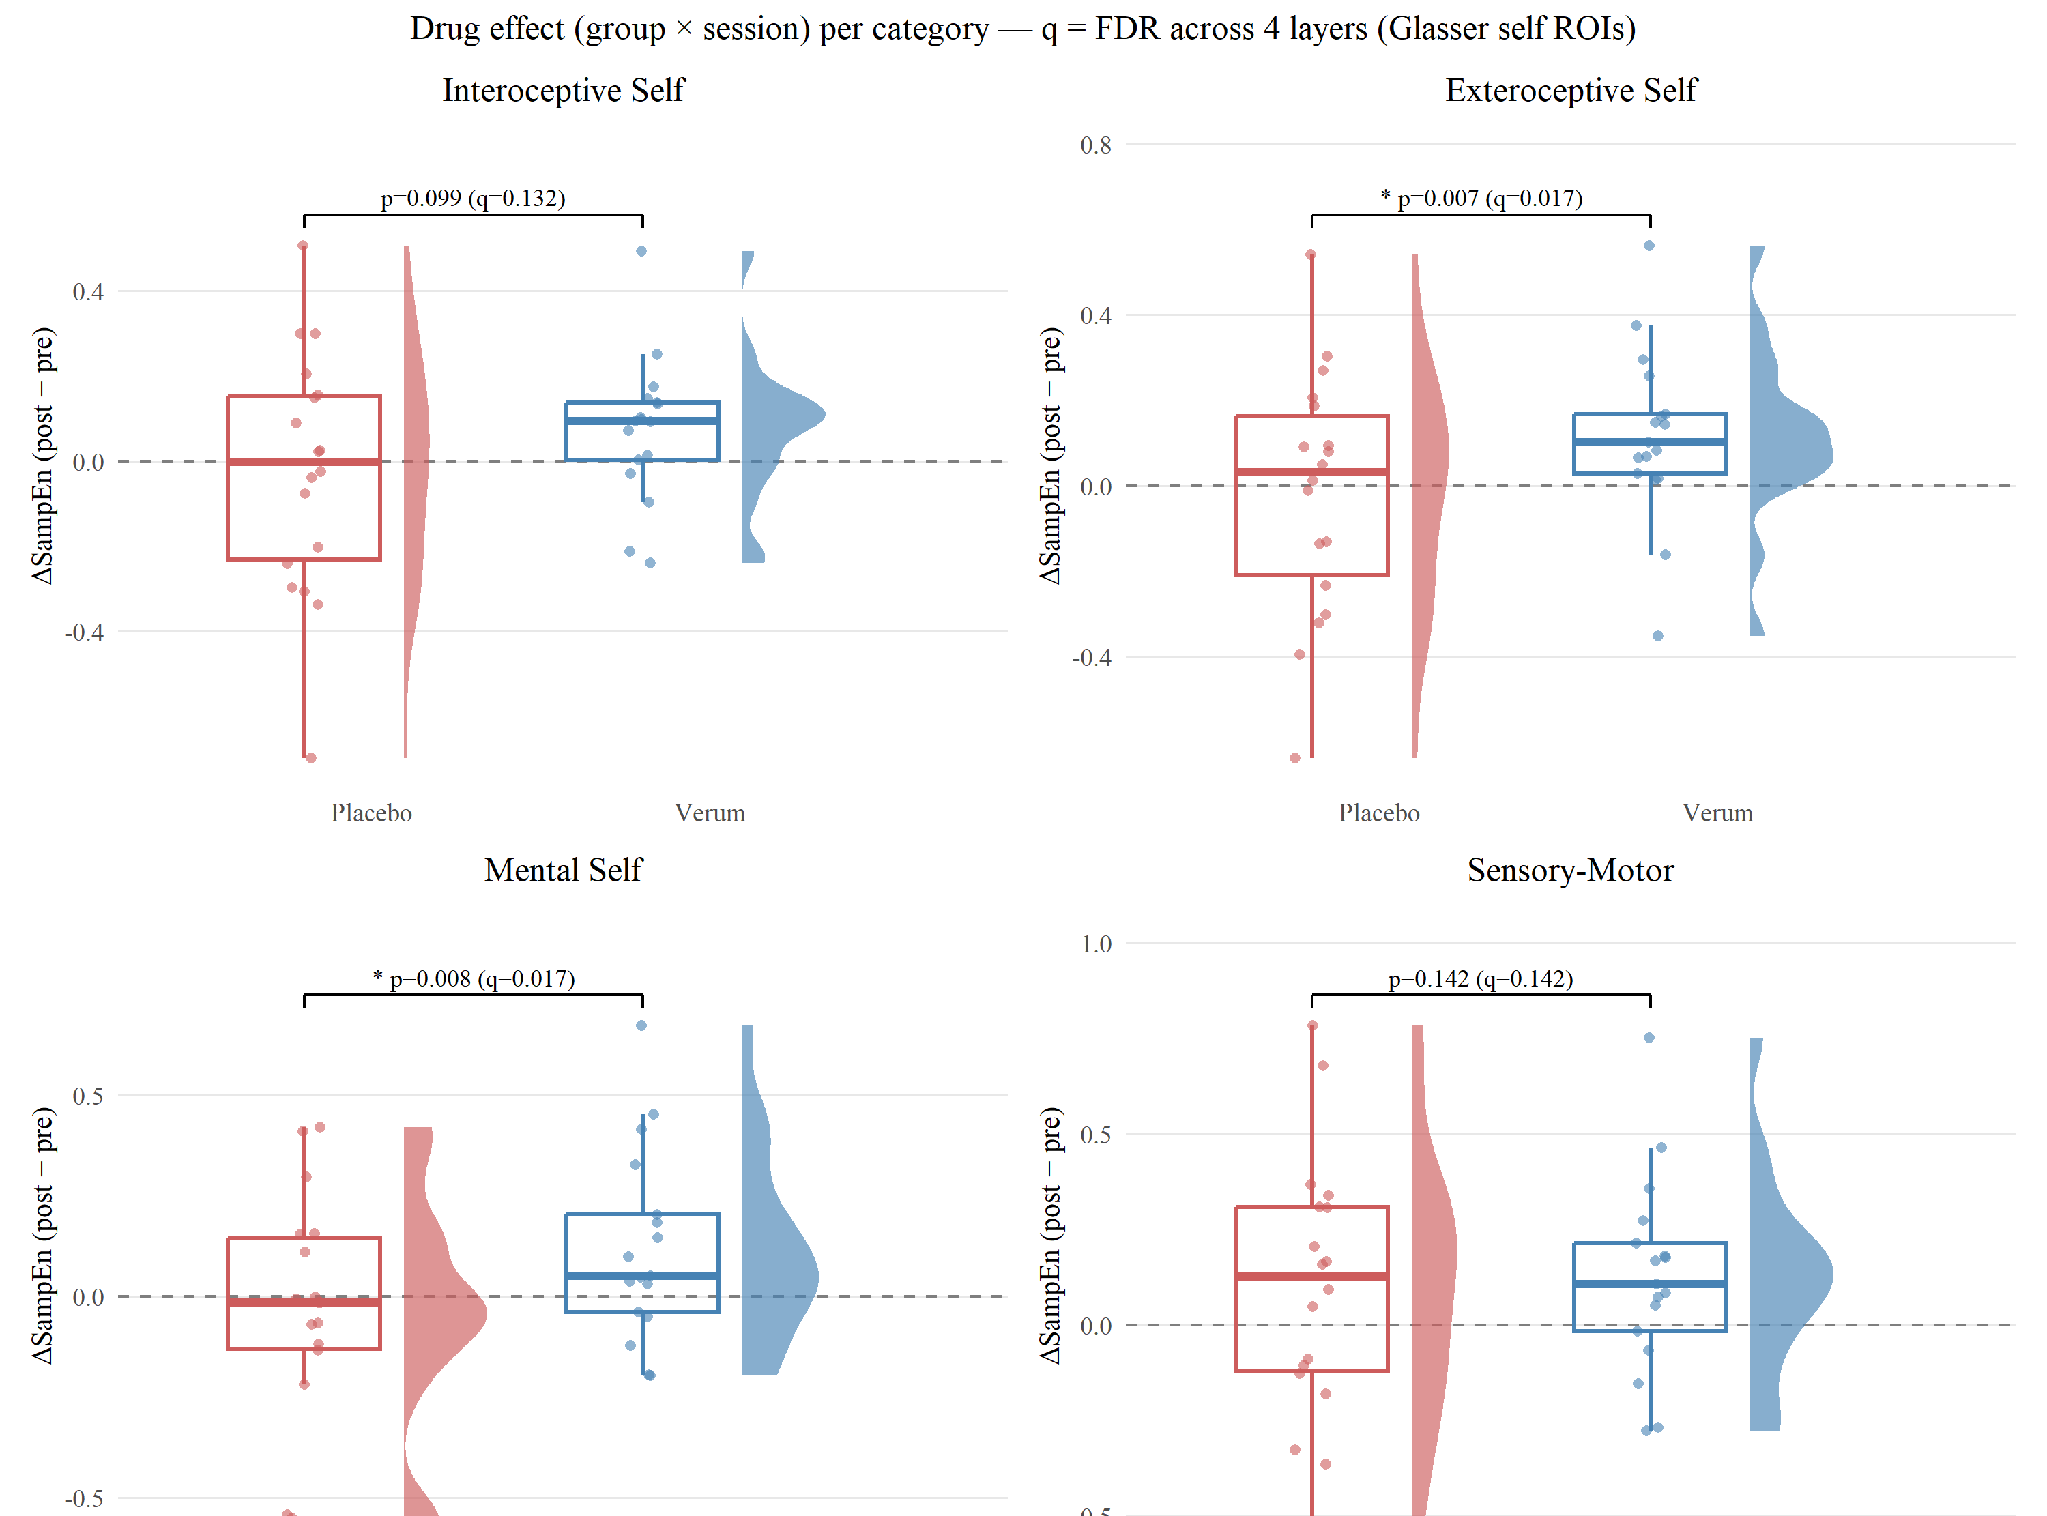 Drug effect (group × session) per category — q = FDR across 4 layers (Glasser self ROIs)
Interoceptive Self
p=0.099 (q=0.132)
0.4
0.0
-0.4
ΔSampEn (post − pre)
Placebo
Verum
Exteroceptive Self
0.8
* p=0.007 (q=0.017)
0.4
0.0
-0.4
ΔSampEn (post − pre)
Placebo
Verum
Mental Self
* p=0.008 (q=0.017)
0.5
0.0
-0.5
ΔSampEn (post − pre)
Sensory-Motor
1.0
p=0.142 (q=0.142)
0.5
0.0
ΔSampEn (post − pre)